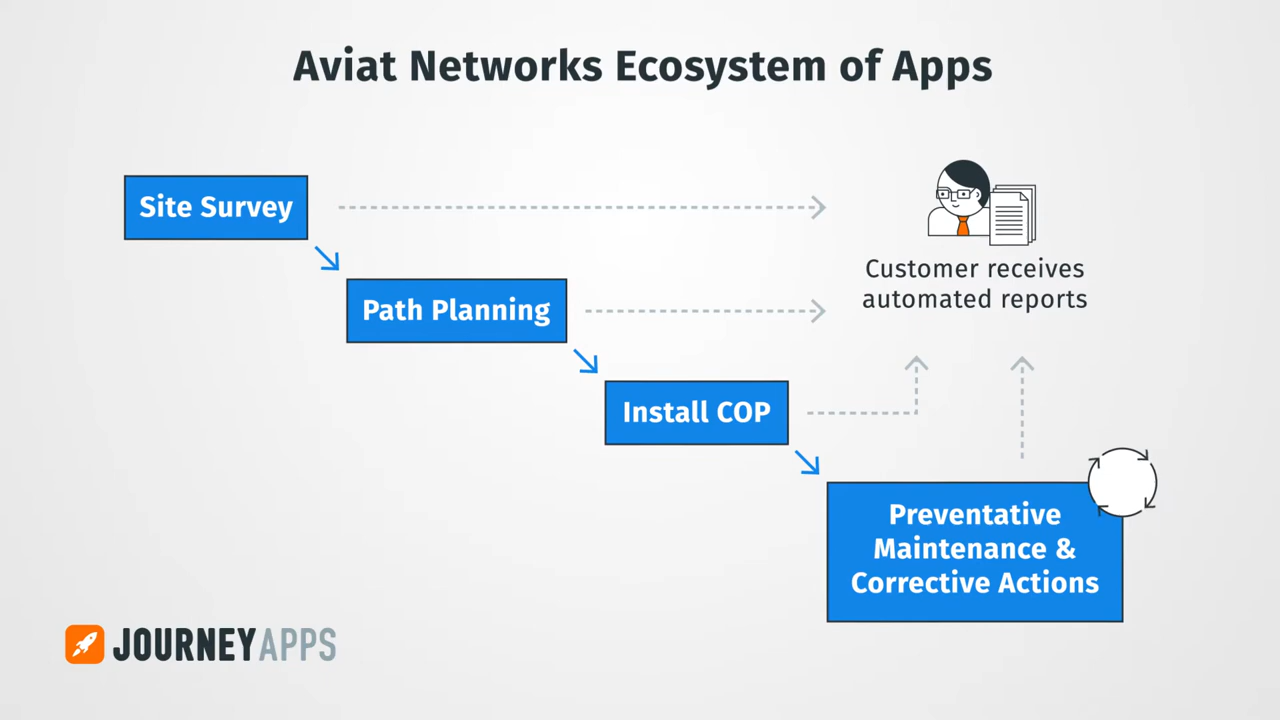 Aviat Networks Ecosystem of Apps
Site Survey
Path Planning
Install COP
Preventative
Maintenance &
Corrective Actions
Customer receives
automated reports
JOURNEYAPPS